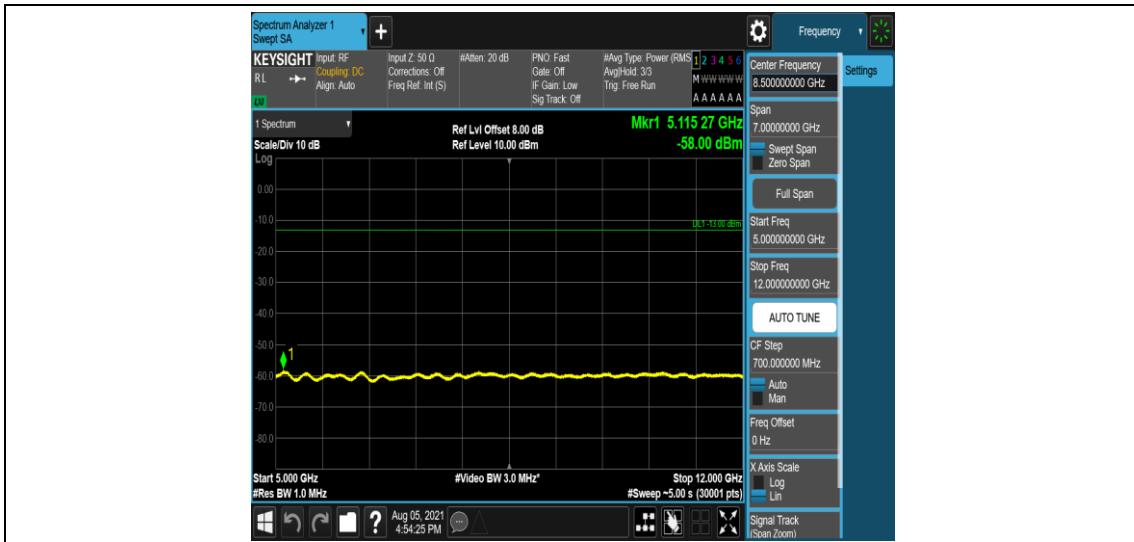 Spectrum Analyzer 1
Swept SA
+
Frequency
KEYSIGHT
RL
LM
Input: RF
Coupling: DC
Align: Auto
Input Z: 50 Ω
Corrections: Off
Freq Ref: Int (S)
#Atten: 20 dB
PNO: Fast
Gate: Off
IF Gain: Low
Sig Track: Off
#Avg Type: Power (RMS
Avg|Hold: 3/3
Trig: Free Run
1 2 3 4 5 6
M W W W W W
A A A A A A
1 Spectrum
Scale/Div 10 dB
Ref Lvl Offset 8.00 dB
Ref Level 10.00 dBm
Mkr1 5.115 27 GHz
-58.00 dBm
Log
0.00
-10.0
DL1 -13.00 dBm
-20.0
-30.0
-40.0
-50.0
1
-60.0
-70.0
-80.0
Start 5.000 GHz
#Res BW 1.0 MHz
#Video BW 3.0 MHz*
Stop 12.000 GHz
#Sweep ~5.00 s (30001 pts)
?
Aug 05, 2021
4:54:25 PM
Center Frequency
8.500000000 GHz
Settings
Span
7.00000000 GHz
Swept Span
Zero Span
Full Span
Start Freq
5.000000000 GHz
Stop Freq
12.000000000 GHz
AUTO TUNE
CF Step
700.000000 MHz
Auto
Man
Freq Offset
0 Hz
X Axis Scale
Log
Lin
Signal Track
(Span Zoom)